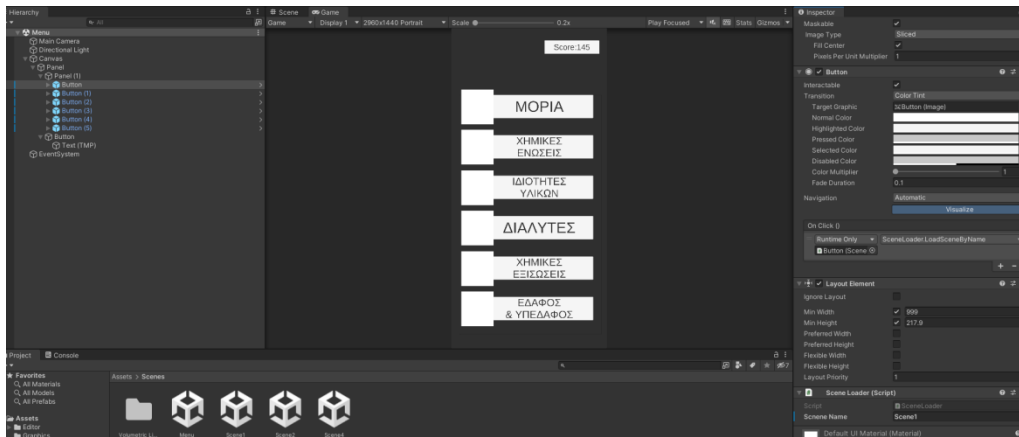 Hierarchy
All
Menu
Main Camera
Directional Light
Canvas
Panel
Panel (1)
Button
Button (1)
Button (2)
Button (3)
Button (4)
Button (5)
Button
Text (TMP)
EventSystem
Scene
Game
Game
Display 1
2960x1440 Portrait
Scale
0.2x
Play Focused
Stats
Gizmos
Score:145
ΜΟΡΙΑ
ΧΗΜΙΚΕΣ
ΕΝΩΣΕΙΣ
ΙΔΙΟΤΗΤΕΣ
ΥΛΙΚΩΝ
ΔΙΑΛΥΤΕΣ
ΧΗΜΙΚΕΣ
ΕΞΙΣΩΣΕΙΣ
ΕΔΑΦΟΣ
& ΥΠΕΔΑΦΟΣ
Inspector
Maskable
Image Type Sliced
Fill Center
Pixels Per Unit Multiplier 1
Button
Interactable
Transition Color Tint
Target Graphic Button (Image)
Normal Color
Highlighted Color
Pressed Color
Selected Color
Disabled Color
Color Multiplier 1
Fade Duration 0.1
Navigation Automatic
Visualize
On Click ()
Runtime Only SceneLoader.LoadSceneByName
Button (Scene
Layout Element
Ignore Layout
Min Width 999
Min Height 217.9
Preferred Width
Preferred Height
Flexible Width
Flexible Height
Layout Priority 1
Scene Loader (Script)
Script SceneLoader
Scnene Name Scene1
Default UI Material (Material)
Project
Console
Favorites
All Materials
All Models
All Prefabs
Assets
Editor
Graphics
Assets > Scenes
Volumetric Li...
Menu
Scene1
Scene2
Scene4